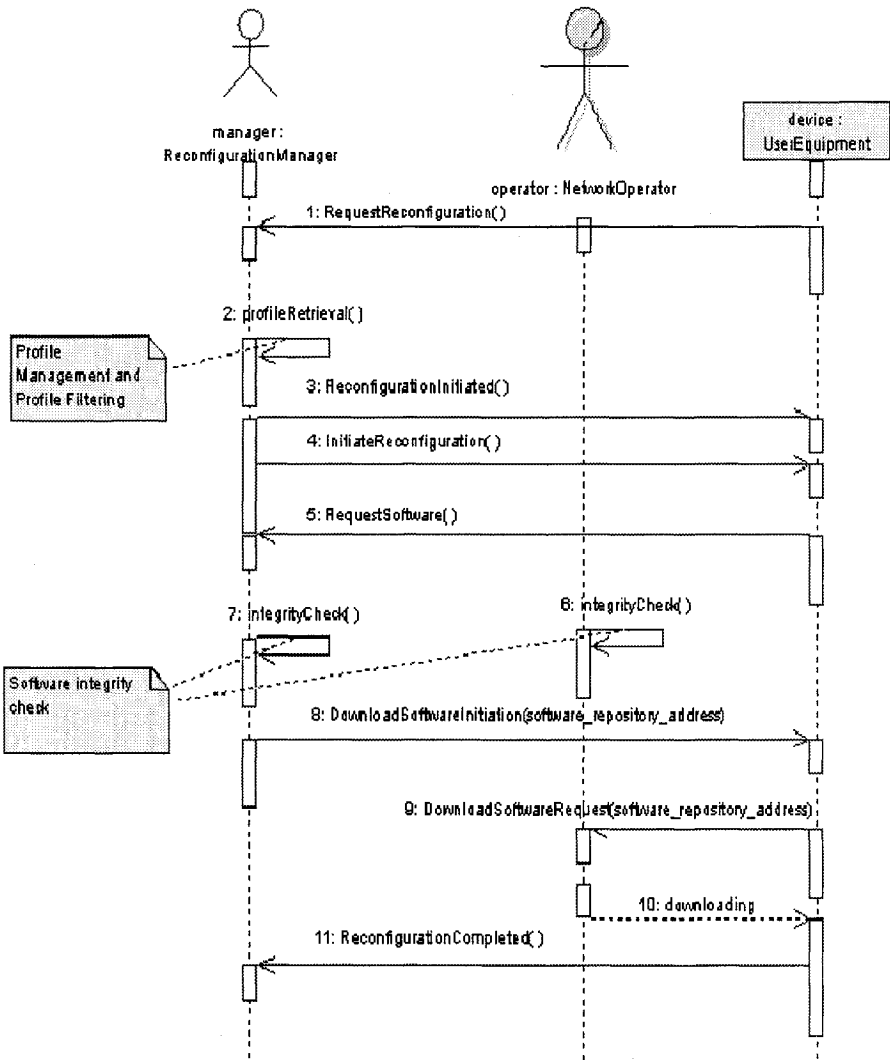 manager :
ReconfigurationManager
operator : NetworkOperator
device :
UserEquipment
1: RequestReconfiguration()
2: profileRetrieval()
Profile
Management and
Profile Filtering
3: ReconfigurationInitiated()
4: InitiateReconfiguration()
5: RequestSoftware()
7: integrityCheck()
6: integrityCheck()
Software integrity
check
8: DownloadSoftwareInitiation(software_repository_address)
9: DownloadSoftwareRequest(software_repository_address)
10: downloading
11: ReconfigurationCompleted()